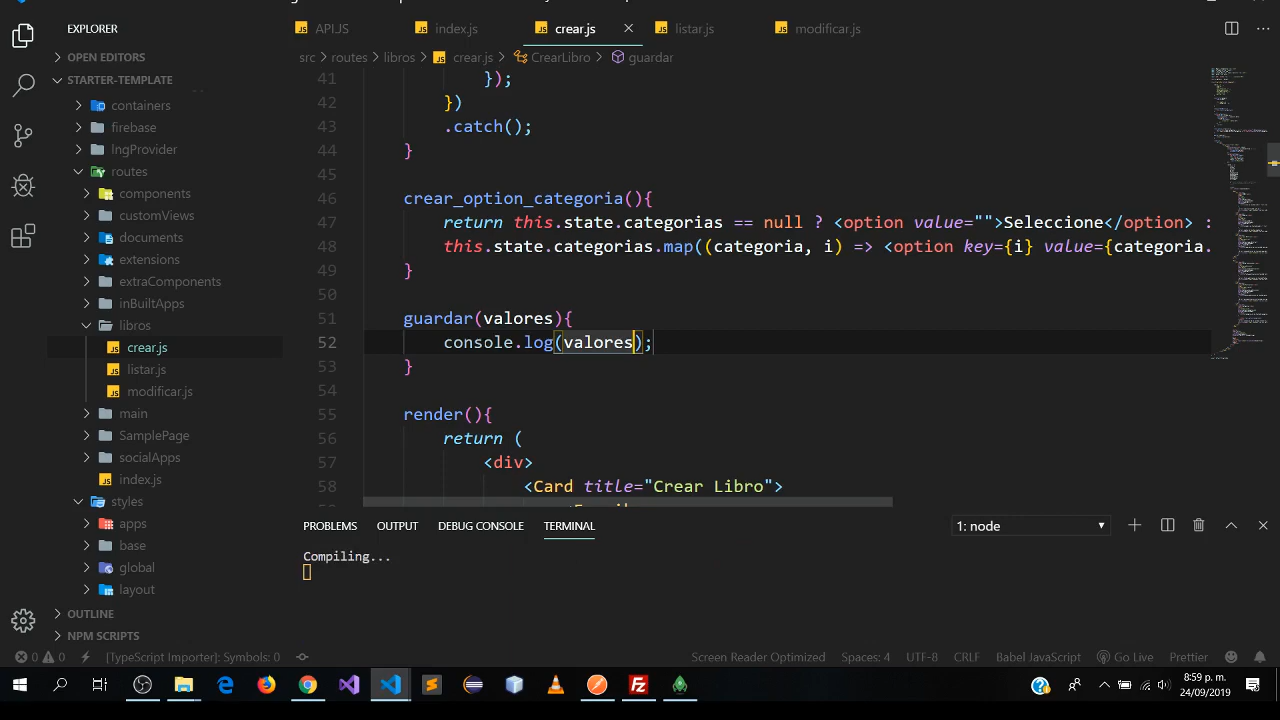 EXPLORER
OPEN EDITORS
STARTER-TEMPLATE
containers
firebase
lngProvider
routes
components
customViews
documents
extensions
extraComponents
inBuiltApps
libros
crear.js
listar.js
modificar.js
main
SamplePage
socialApps
index.js
styles
apps
base
global
layout
OUTLINE
NPM SCRIPTS
JS APIJS JS index.js JS crear.js JS listar.js JS modificar.js
src > routes > libros > JS crear.js > CrearLibro > guardar
41 });
42 })
43 .catch();
44 }
45
46 crear_option_categoria(){
47 return this.state.categorias == null ? <option value="">Seleccione</option> :
48 this.state.categorias.map((categoria, i) => <option key={i} value={categoria.
49 }
50
51 guardar(valores){
52 console.log(valores);
53 }
54
55 render(){
56 return (
57 <div>
58 <Card title="Crear Libro">
PROBLEMS OUTPUT DEBUG CONSOLE TERMINAL 1: node
Compiling...
0 0 [TypeScript Importer]: Symbols: 0 Screen Reader Optimized Spaces: 4 UTF-8 CRLF Babel JavaScript Go Live Prettier
8:59 p. m.
24/09/2019